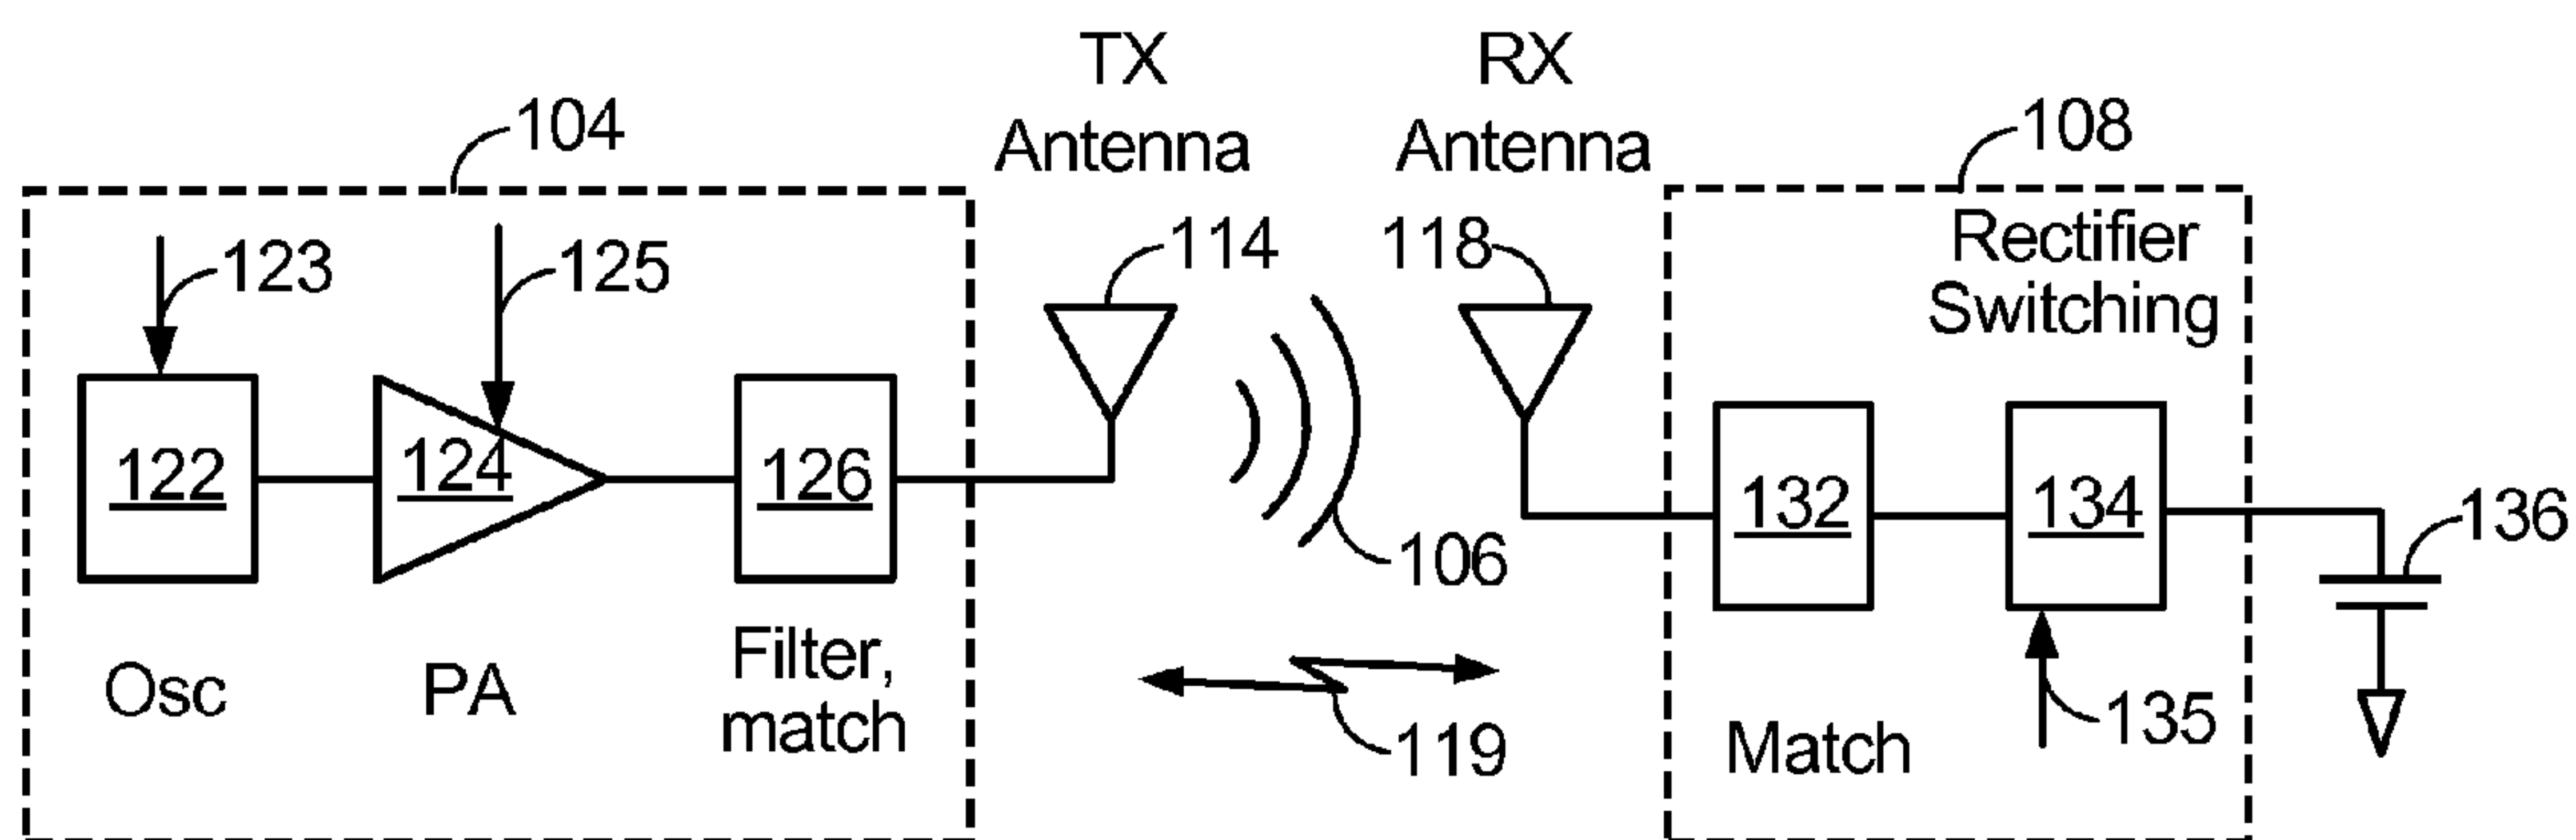 TX
Antenna
RX
Antenna
104
108
114
118
123
125
Rectifier
Switching
122
124
126
132
134
136
106
Osc
PA
Filter,
match
119
Match
135